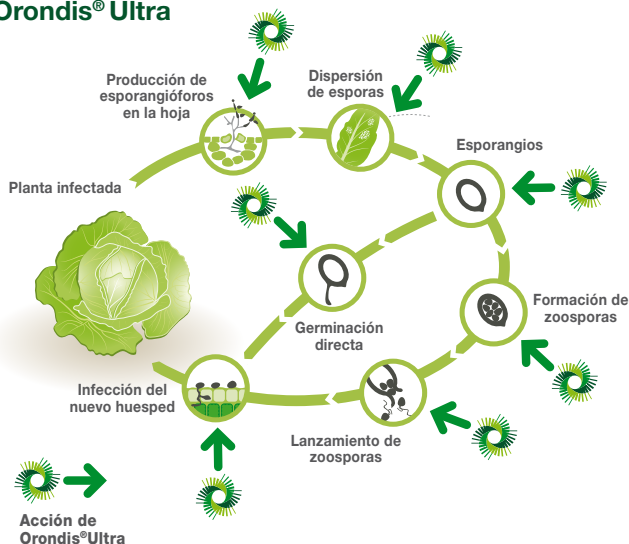 Orondis® Ultra
Producción de
esporangióforos
en la hoja
Dispersión
de esporas
Esporangios
Planta infectada
Formación de
zoosporas
Germinación
directa
Infección del
nuevo huesped
Lanzamiento de
zoosporas
Acción de
Orondis®Ultra